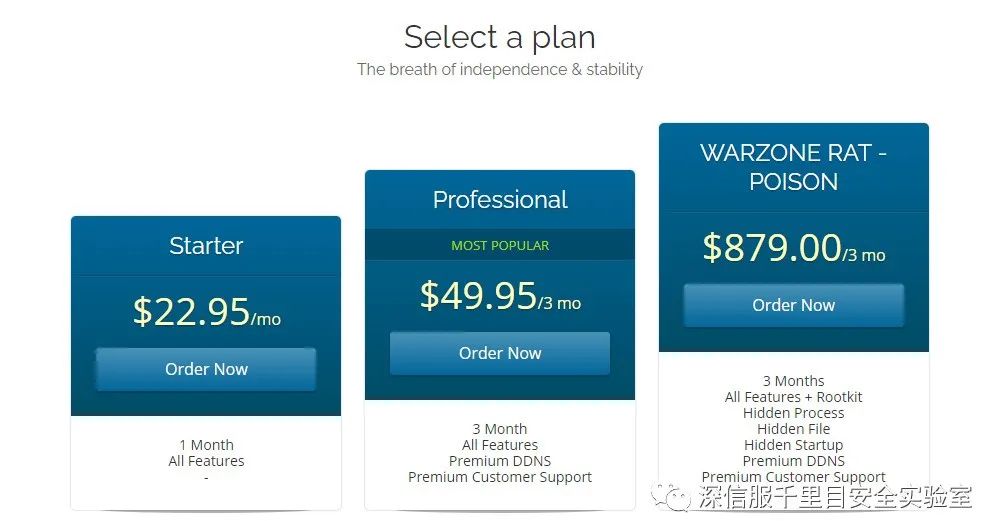 Select a plan
The breath of independence & stability
Starter
$22.95/mo
Order Now
1 Month
All Features
-
Professional
MOST POPULAR
$49.95/3 mo
Order Now
3 Month
All Features
Premium DDNS
Premium Customer Support
WARZONE RAT -
POISON
$879.00/3 mo
Order Now
3 Months
All Features + Rootkit
Hidden Process
Hidden File
Hidden Startup
Premium DDNS
Premium Customer Support
深信服千里目安全实验室